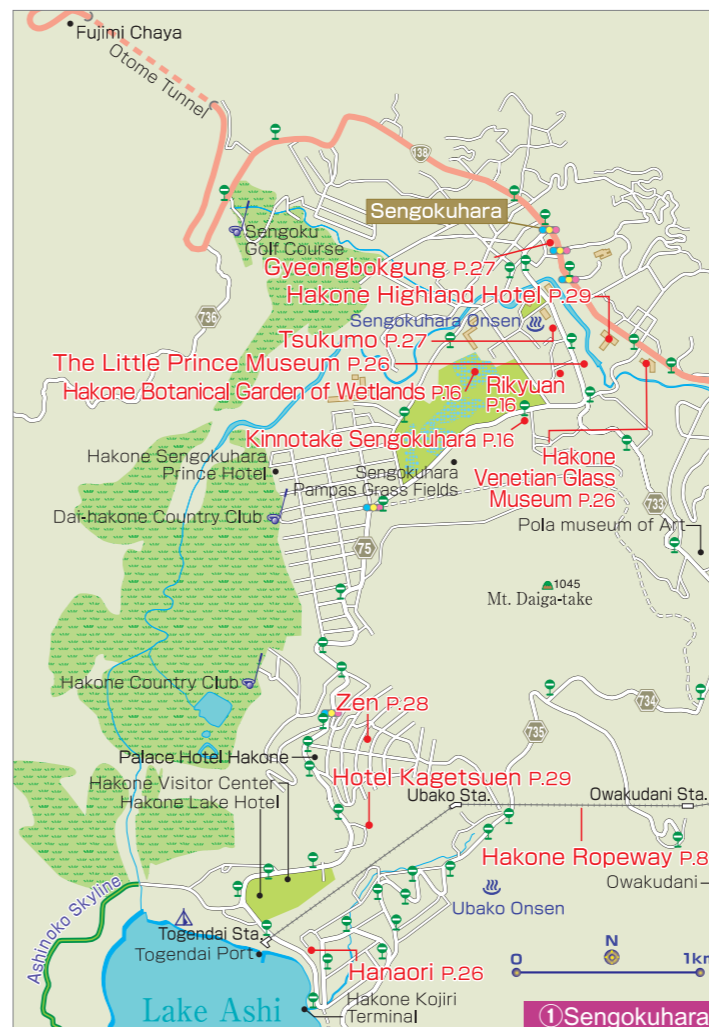 Fujimi Chaya
Otome Tunnel
138
Sengokuhara
Sengoku
Golf Course
Gyeongbokgung P.27
Hakone Highland Hotel P.29
736
Sengokuhara Onsen
Tsukumo P.27
The Little Prince Museum P.26
Hakone Botanical Garden of Wetlands P.16
Rikyuan
P.16
Kinnotake Sengokuhara P.16
Hakone Sengokuhara
Prince Hotel
Sengokuhara
Pampas Grass Fields
Hakone
Venetian Glass
Museum P.26
733
Dai-hakone Country Club
Pola museum of Art
75
1045
Mt. Daiga-take
Hakone Country Club
Zen P.28
734
735
Palace Hotel Hakone
Hotel Kagetsuen P.29
Hakone Visitor Center
Hakone Lake Hotel
Ubako Sta.
Owakudani Sta.
Hakone Ropeway P.8
Owakudani
Ubako Onsen
Ashinoko Skyline
Togendai Sta.
Togendai Port
Hanaori P.26
N
0
1km
Lake Ashi
Hakone Kojiri
Terminal
①Sengokuhara